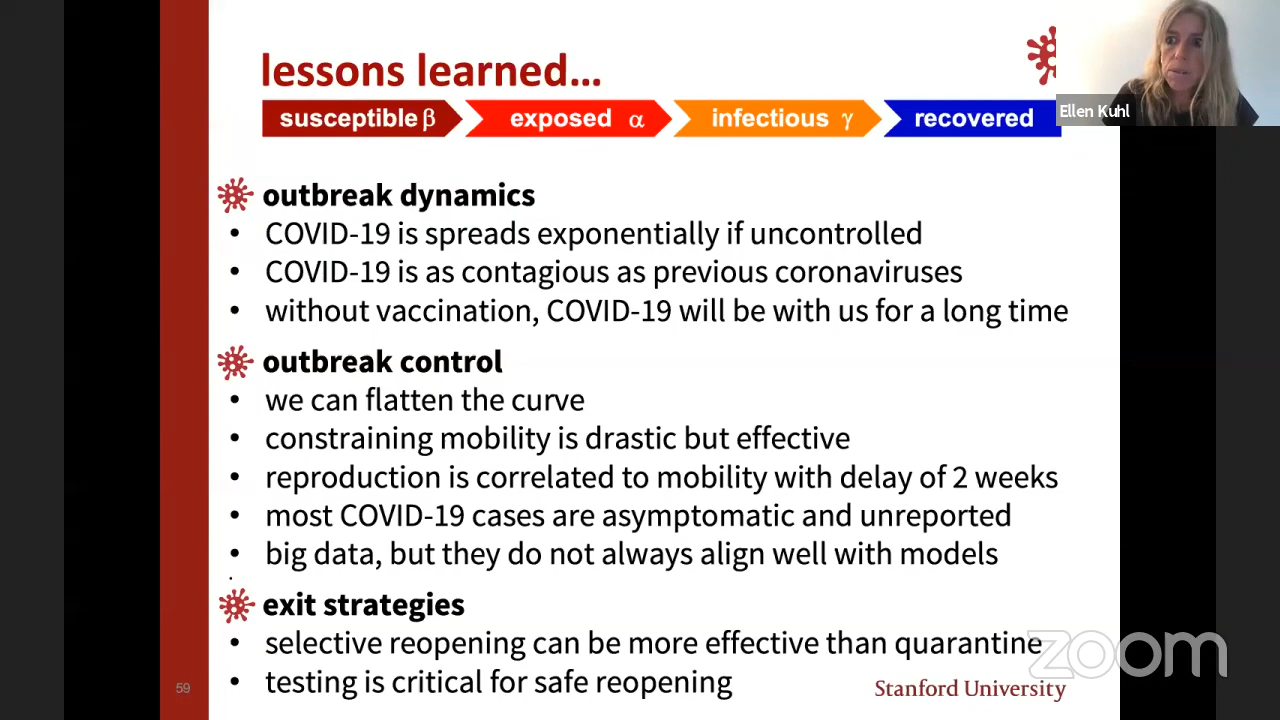 lessons learned…
susceptible β exposed α infectious γ recovered
Ellen Kuhl
outbreak dynamics
• COVID-19 is spreads exponentially if uncontrolled
• COVID-19 is as contagious as previous coronaviruses
• without vaccination, COVID-19 will be with us for a long time
outbreak control
• we can flatten the curve
• constraining mobility is drastic but effective
• reproduction is correlated to mobility with delay of 2 weeks
• most COVID-19 cases are asymptomatic and unreported
• big data, but they do not always align well with models
exit strategies
• selective reopening can be more effective than quarantine
• testing is critical for safe reopening
zoom
59
Stanford University